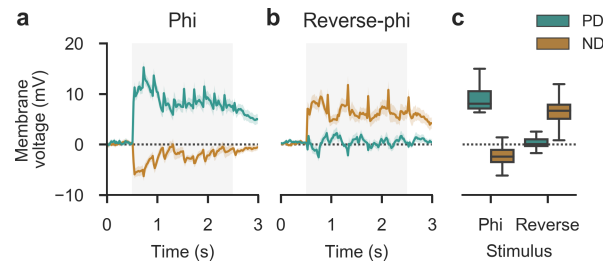 a Phi b Reverse-phi c
PD
ND
Membrane voltage (mV)
20
10
0
−10
0 1 2 3
Time (s)
0 1 2 3
Time (s)
Phi Reverse
Stimulus